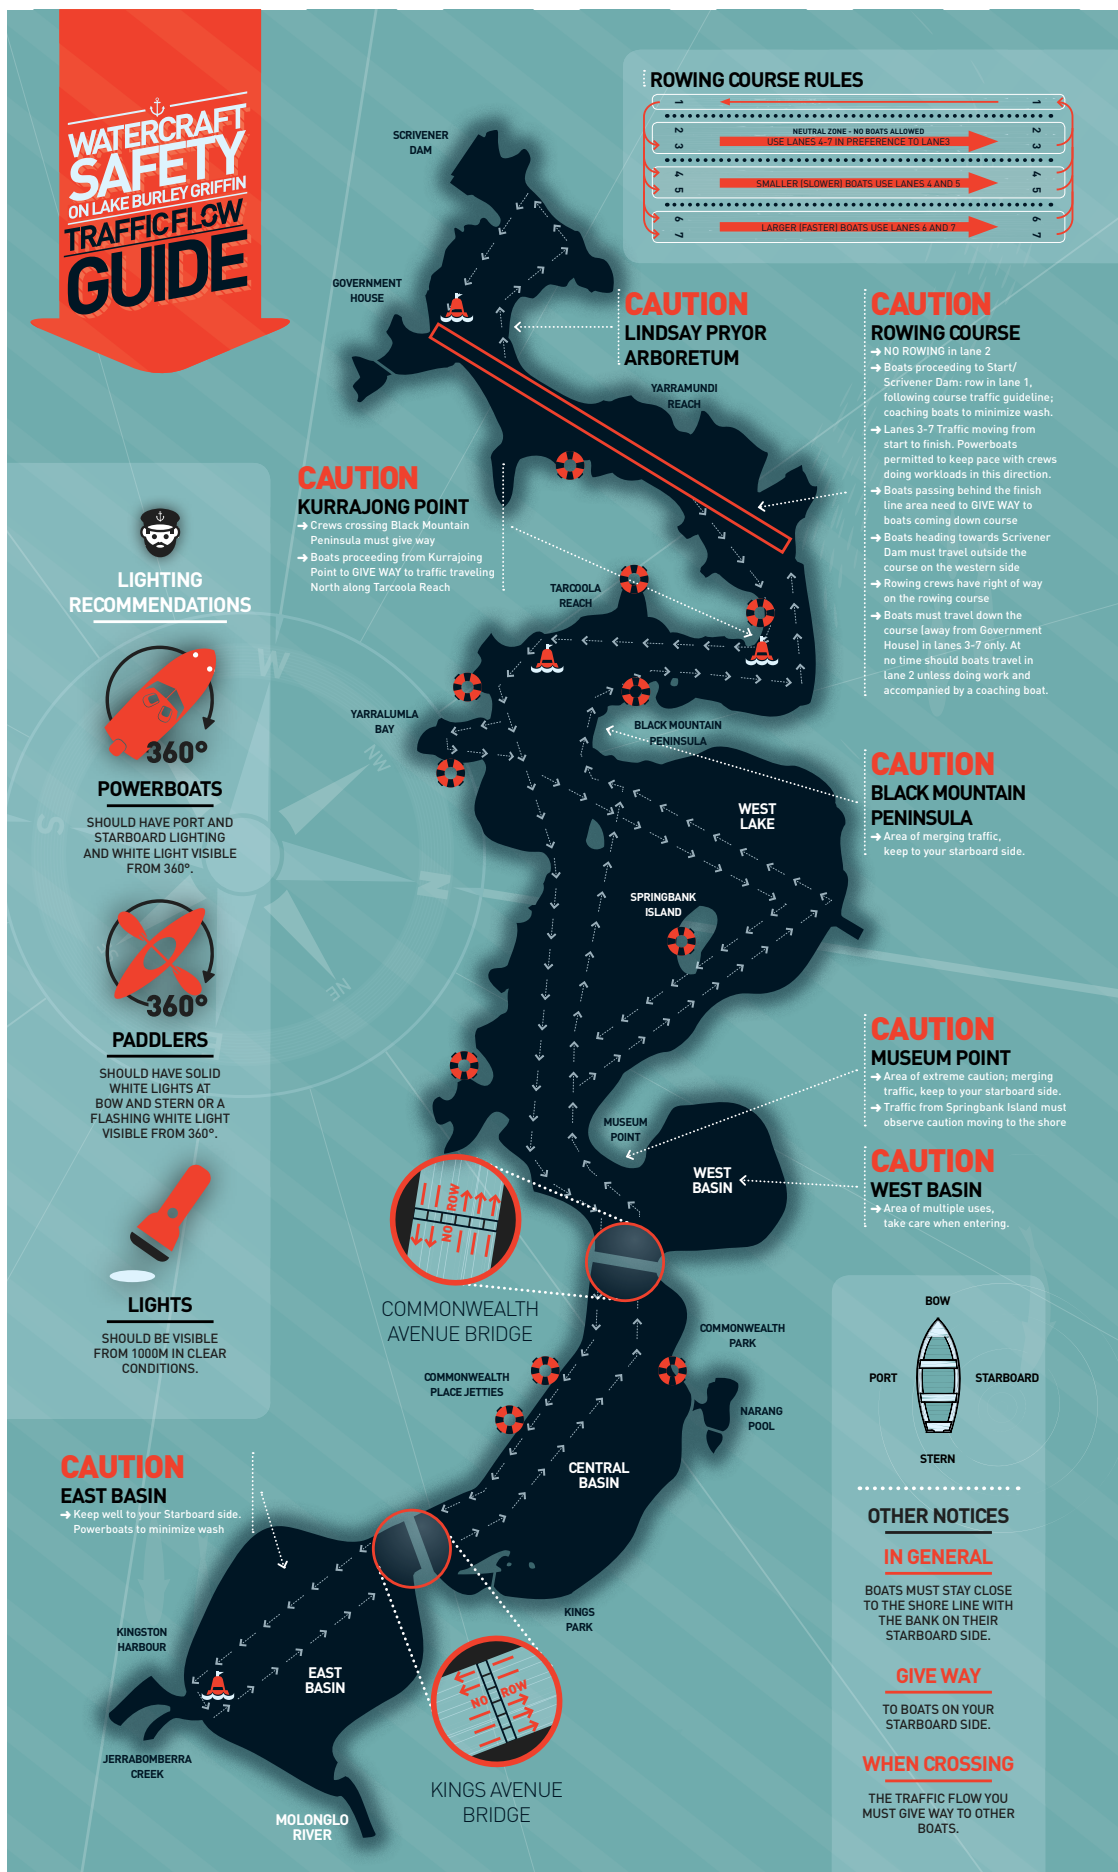 WATERCRAFT
SAFETY
ON LAKE BURLEY GRIFFIN
TRAFFIC FLOW
GUIDE
ROWING COURSE RULES
1 1
2 2
NEUTRAL ZONE - NO BOATS ALLOWED
3 3
USE LANES 4-7 IN PREFERENCE TO LANE3
4 4
SMALLER (SLOWER) BOATS USE LANES 4 AND 5
5 5
6 6
LARGER (FASTER) BOATS USE LANES 6 AND 7
7 7
SCRIVENER
DAM
GOVERNMENT
HOUSE
CAUTION
LINDSAY PRYOR
ARBORETUM
YARRAMUNDI
REACH
CAUTION
ROWING COURSE
NO ROWING in lane 2
Boats proceeding to Start/
Scrivener Dam: row in lane 1,
following course traffic guideline;
coaching boats to minimize wash.
Lanes 3-7 Traffic moving from
start to finish. Powerboats
permitted to keep pace with crews
doing workloads in this direction.
Boats passing behind the finish
line area need to GIVE WAY to
boats coming down course
Boats heading towards Scrivener
Dam must travel outside the
course on the western side
Rowing crews have right of way
on the rowing course
Boats must travel down the
course (away from Government
House) in lanes 3-7 only. At
no time should boats travel in
lane 2 unless doing work and
accompanied by a coaching boat.
CAUTION
KURRAJONG POINT
Crews crossing Black Mountain
Peninsula must give way
Boats proceeding from Kurrajoing
Point to GIVE WAY to traffic traveling
North along Tarcoola Reach
TARCOOLA
REACH
LIGHTING
RECOMMENDATIONS
360°
POWERBOATS
SHOULD HAVE PORT AND
STARBOARD LIGHTING
AND WHITE LIGHT VISIBLE
FROM 360°.
360°
PADDLERS
SHOULD HAVE SOLID
WHITE LIGHTS AT
BOW AND STERN OR A
FLASHING WHITE LIGHT
VISIBLE FROM 360°.
LIGHTS
SHOULD BE VISIBLE
FROM 1000M IN CLEAR
CONDITIONS.
W
NW
S
N
NE
E
YARRALUMLA
BAY
BLACK MOUNTAIN
PENINSULA
CAUTION
BLACK MOUNTAIN
PENINSULA
Area of merging traffic,
keep to your starboard side.
WEST
LAKE
SPRINGBANK
ISLAND
CAUTION
MUSEUM POINT
Area of extreme caution; merging
traffic, keep to your starboard side.
Traffic from Springbank Island must
observe caution moving to the shore
MUSEUM
POINT
WEST
BASIN
CAUTION
WEST BASIN
Area of multiple uses,
take care when entering.
NO ROW
COMMONWEALTH
AVENUE BRIDGE
COMMONWEALTH
PARK
COMMONWEALTH
PLACE JETTIES
NARANG
POOL
CENTRAL
BASIN
BOW
PORT
STARBOARD
STERN
OTHER NOTICES
IN GENERAL
BOATS MUST STAY CLOSE
TO THE SHORE LINE WITH
THE BANK ON THEIR
STARBOARD SIDE.
GIVE WAY
TO BOATS ON YOUR
STARBOARD SIDE.
WHEN CROSSING
THE TRAFFIC FLOW YOU
MUST GIVE WAY TO OTHER
BOATS.
CAUTION
EAST BASIN
Keep well to your Starboard side.
Powerboats to minimize wash
KINGS
PARK
KINGSTON
HARBOUR
EAST
BASIN
NO ROW
JERRABOMBERRA
CREEK
KINGS AVENUE
BRIDGE
MOLONGLO
RIVER